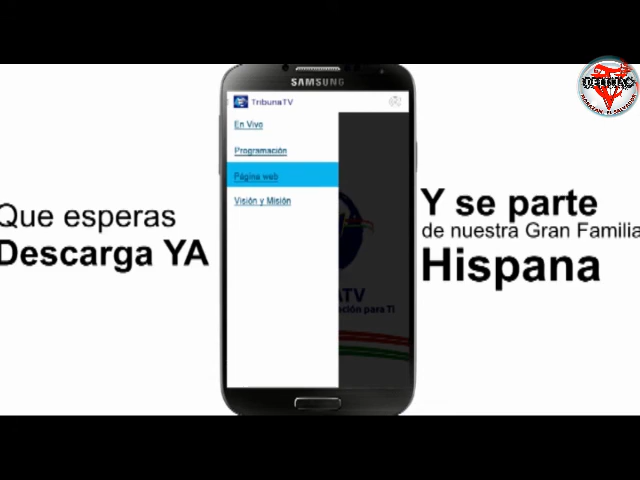 SAMSUNG
TribunaTV
En Vivo
Programación
Página web
Visión y Misión
Que esperas
Descarga YA
Y se parte
de nuestra Gran Familia
Hispana
ATV
ación para Ti